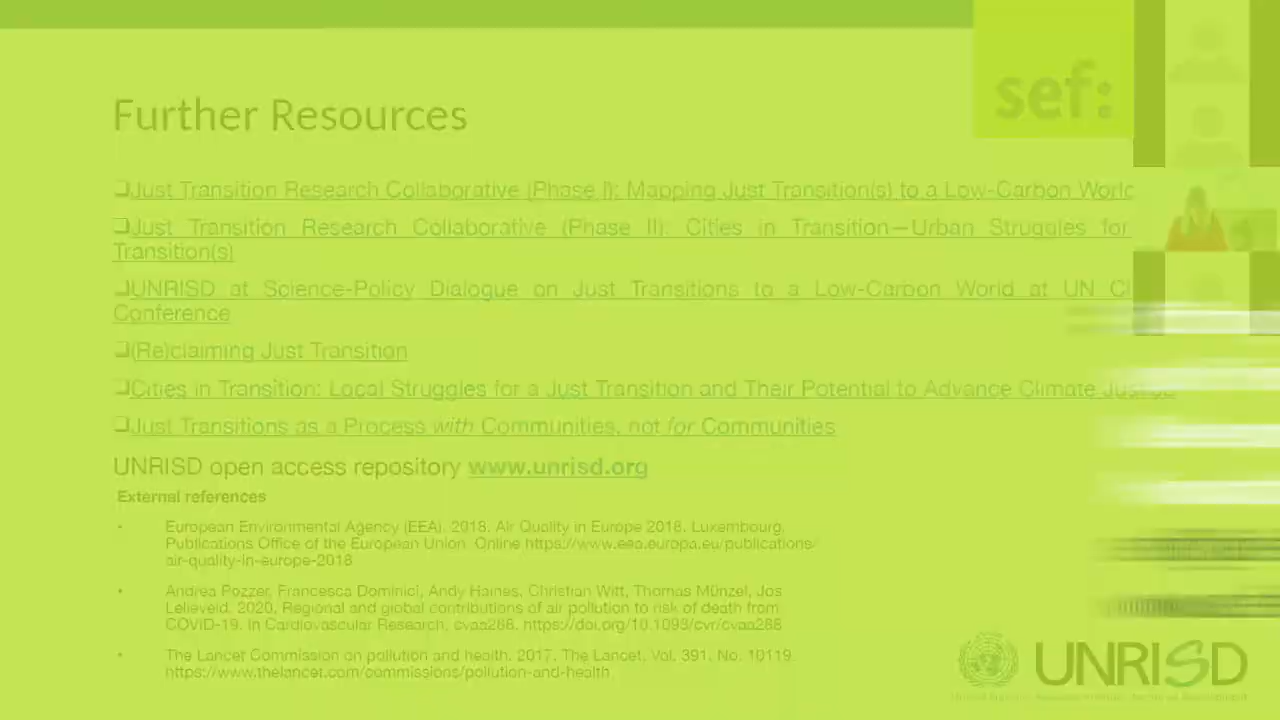 sef:
Further Resources
❑Just Transition Research Collaborative (Phase I): Mapping Just Transition(s) to a Low-Carbon World
❑Just Transition Research Collaborative (Phase II): Cities in Transition—Urban Struggles for
Transition(s)
❑UNRISD at Science-Policy Dialogue on Just Transitions to a Low-Carbon World at UN
Conference
❑(Re)claiming Just Transition
❑Cities in Transition: Local Struggles for a Just Transition and Their Potential to Advance Climate Justice
❑Just Transitions as a Process with Communities, not for Communities
UNRISD open access repository www.unrisd.org
External references
• European Environmental Agency (EEA). 2018. Air Quality in Europe 2018. Luxembourg,
Publications Office of the European Union. Online https://www.eea.europa.eu/publications/
air-quality-in-europe-2018
• Andrea Pozzer, Francesca Dominici, Andy Haines, Christian Witt, Thomas Münzel, Jos
Lelieveld. 2020. Regional and global contributions of air pollution to risk of death from
COVID-19. In Cardiovascular Research, cvaa288. https://doi.org/10.1093/cvr/cvaa288
• The Lancet Commission on pollution and health. 2017. The Lancet, Vol. 391, No. 10119.
https://www.thelancet.com/commissions/pollution-and-health
UNRISD
United Nations Research Institute for Social Development